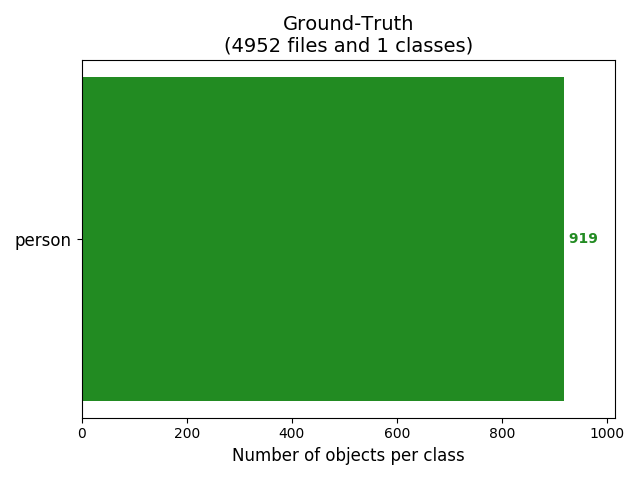 Ground-Truth
(4952 files and 1 classes)
person
919
0 200 400 600 800 1000
Number of objects per class